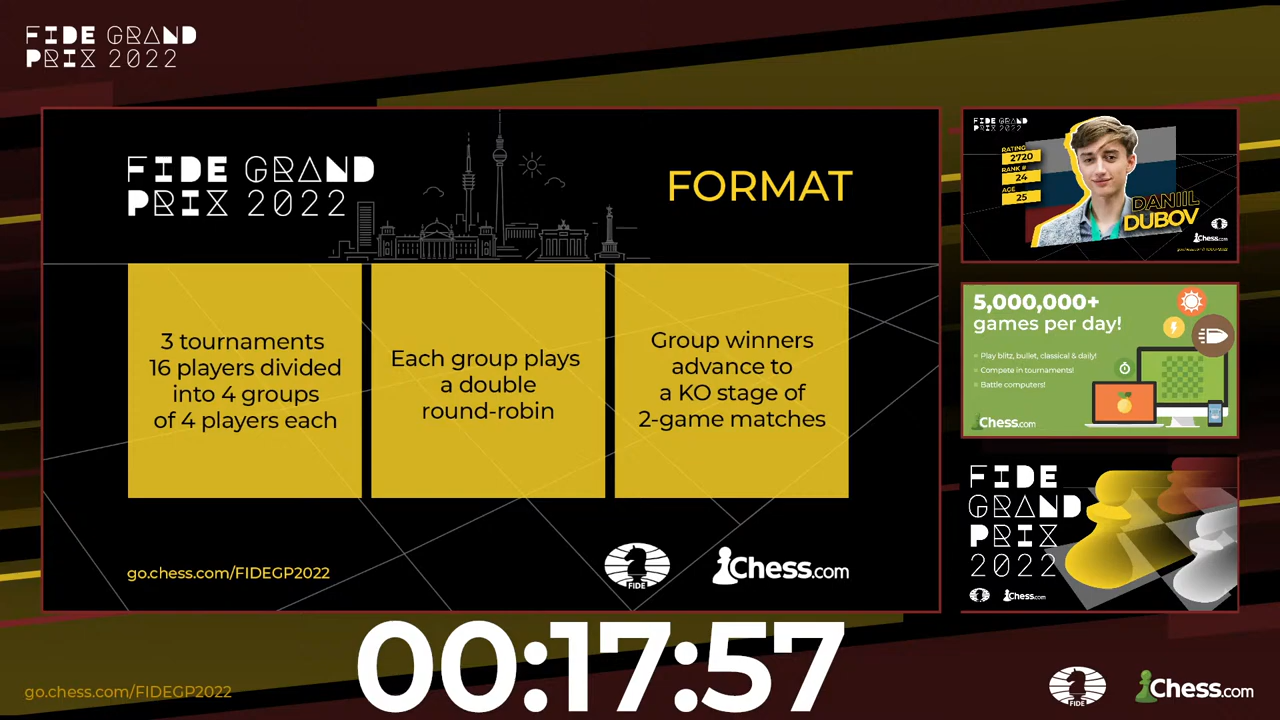 FIDE GRAND
PRIX 2022
FIDE GRAND
PRIX 2022
FORMAT
3 tournaments
16 players divided
into 4 groups
of 4 players each
Each group plays
a double
round-robin
Group winners
advance to
a KO stage of
2-game matches
go.chess.com/FIDEGP2022
FIDE
Chess.com
FIDE GRAND
PRIX 2022
RATING
2720
RANK #
24
AGE
25
DANIIL
DUBOV
Chess.com
go.chess.com/FIDEGP2022
5,000,000+
games per day!
Play blitz, bullet, classical & daily!
Compete in tournaments!
Battle computers!
Chess.com
FIDE
GRAND
PRIX
2022
Chess.com
00:17:57
go.chess.com/FIDEGP2022
FIDE
Chess.com